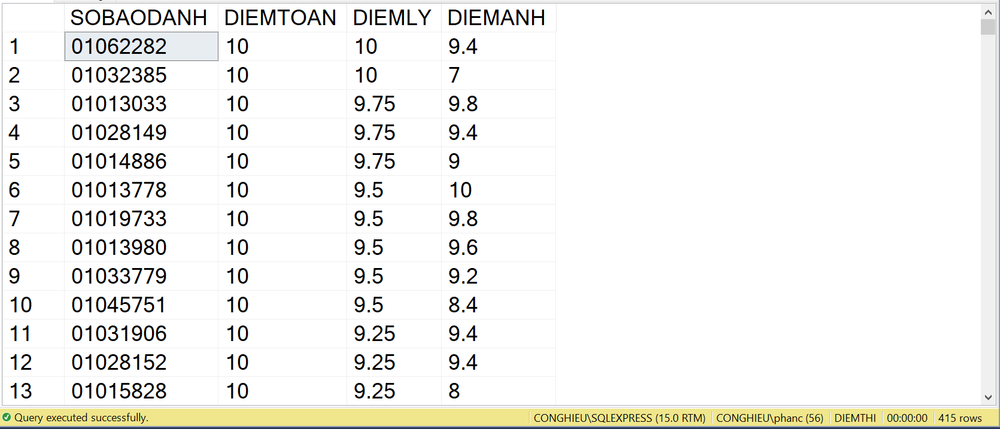 SOBAODANH DIEMTOAN DIEMLY DIEMANH
1 01062282 10 10 9.4
2 01032385 10 10 7
3 01013033 10 9.75 9.8
4 01028149 10 9.75 9.4
5 01014886 10 9.75 9
6 01013778 10 9.5 10
7 01019733 10 9.5 9.8
8 01013980 10 9.5 9.6
9 01033779 10 9.5 9.2
10 01045751 10 9.5 8.4
11 01031906 10 9.25 9.4
12 01028152 10 9.25 9.4
13 01015828 10 9.25 8
Query executed successfully. CONGHIEU\SQLEXPRESS (15.0 RTM) CONGHIEU\phanc (56) DIEMTHI 00:00:00 415 rows